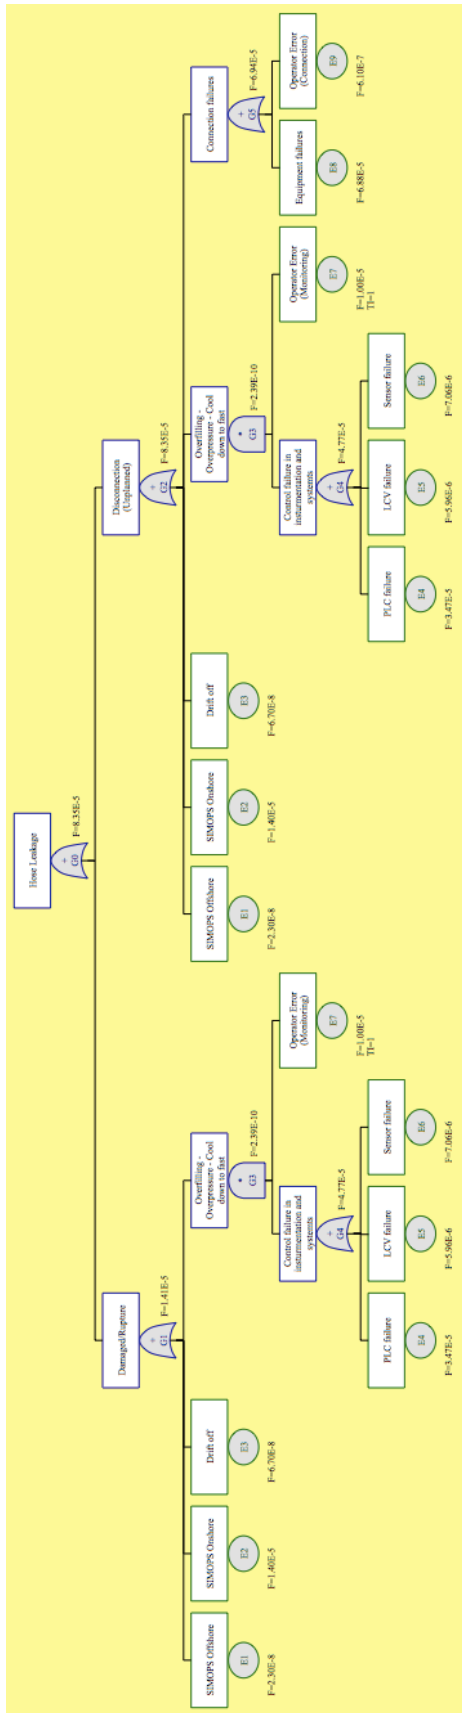 Hose Leakage
+
G0
F=8.35E-5
Damaged/Rupture
+
G1
F=1.41E-5
Disconnection
(Unplanned)
+
G2
F=8.35E-5
SIMOPS Offshore
E1
F=2.30E-8
SIMOPS Onshore
E2
F=1.40E-5
Drift off
E3
F=6.70E-8
Overfilling -
Overpressure - Cool
down to fast
*
G3
F=2.39E-10
SIMOPS Offshore
E1
F=2.30E-8
SIMOPS Onshore
E2
F=1.40E-5
Drift off
E3
F=6.70E-8
Overfilling -
Overpressure - Cool
down to fast
*
G3
F=2.39E-10
Connection failures
+
G5
F=6.94E-5
Control failure in
insturmentation and
systemts
+
G4
F=4.77E-5
Operator Error
(Monitoring)
E7
F=1.00E-5
TI=1
Control failure in
insturmentation and
systemts
+
G4
F=4.77E-5
Operator Error
(Monitoring)
E7
F=1.00E-5
TI=1
Equipment failures
E8
F=6.88E-5
Operator Error
(Connection)
E9
F=6.10E-7
PLC failure
E4
F=3.47E-5
LCV failure
E5
F=5.96E-6
Sensor failure
E6
F=7.06E-6
PLC failure
E4
F=3.47E-5
LCV failure
E5
F=5.96E-6
Sensor failure
E6
F=7.06E-6